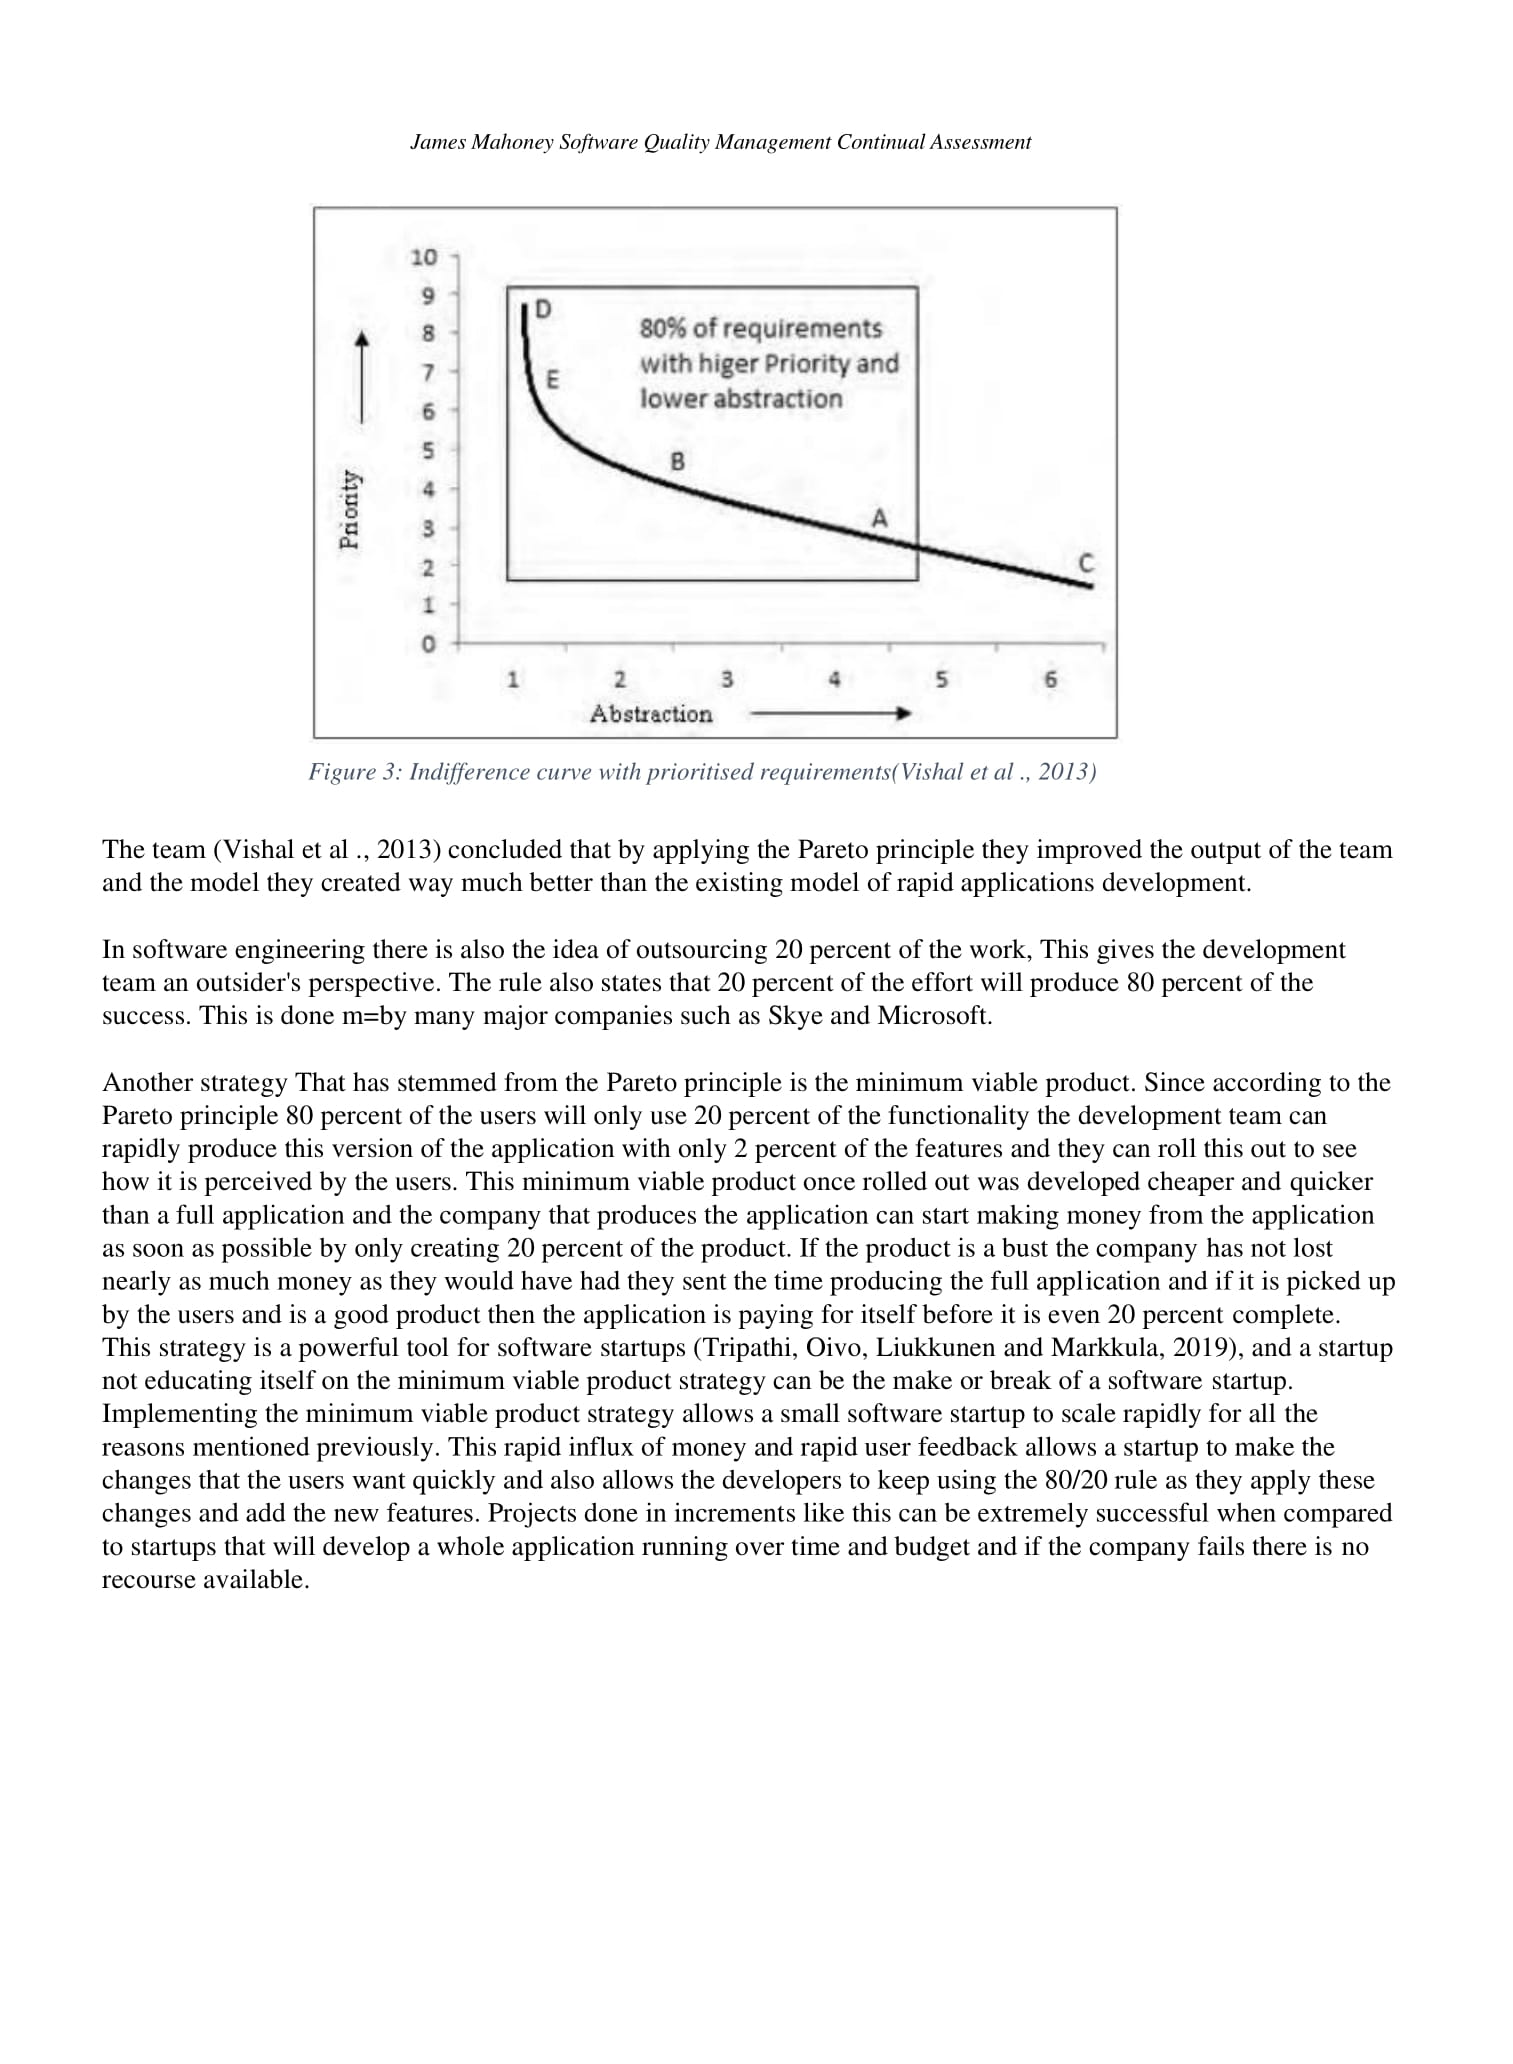 James Mahoney Software Quality Management Continual Assessment
10
9
8
7
6
5
4
3
2
1
0
Priority
D
E
B
A
C
80% of requirements
with higer Priority and
lower abstraction
1 2 3 4 5 6
Abstraction
Figure 3: Indifference curve with prioritised requirements(Vishal et al ., 2013)
The team (Vishal et al ., 2013) concluded that by applying the Pareto principle they improved the output of the team
and the model they created way much better than the existing model of rapid applications development.
In software engineering there is also the idea of outsourcing 20 percent of the work, This gives the development
team an outsider's perspective. The rule also states that 20 percent of the effort will produce 80 percent of the
success. This is done m=by many major companies such as Skye and Microsoft.
Another strategy That has stemmed from the Pareto principle is the minimum viable product. Since according to the
Pareto principle 80 percent of the users will only use 20 percent of the functionality the development team can
rapidly produce this version of the application with only 2 percent of the features and they can roll this out to see
how it is perceived by the users. This minimum viable product once rolled out was developed cheaper and quicker
than a full application and the company that produces the application can start making money from the application
as soon as possible by only creating 20 percent of the product. If the product is a bust the company has not lost
nearly as much money as they would have had they sent the time producing the full application and if it is picked up
by the users and is a good product then the application is paying for itself before it is even 20 percent complete.
This strategy is a powerful tool for software startups (Tripathi, Oivo, Liukkunen and Markkula, 2019), and a startup
not educating itself on the minimum viable product strategy can be the make or break of a software startup.
Implementing the minimum viable product strategy allows a small software startup to scale rapidly for all the
reasons mentioned previously. This rapid influx of money and rapid user feedback allows a startup to make the
changes that the users want quickly and also allows the developers to keep using the 80/20 rule as they apply these
changes and add the new features. Projects done in increments like this can be extremely successful when compared
to startups that will develop a whole application running over time and budget and if the company fails there is no
recourse available.